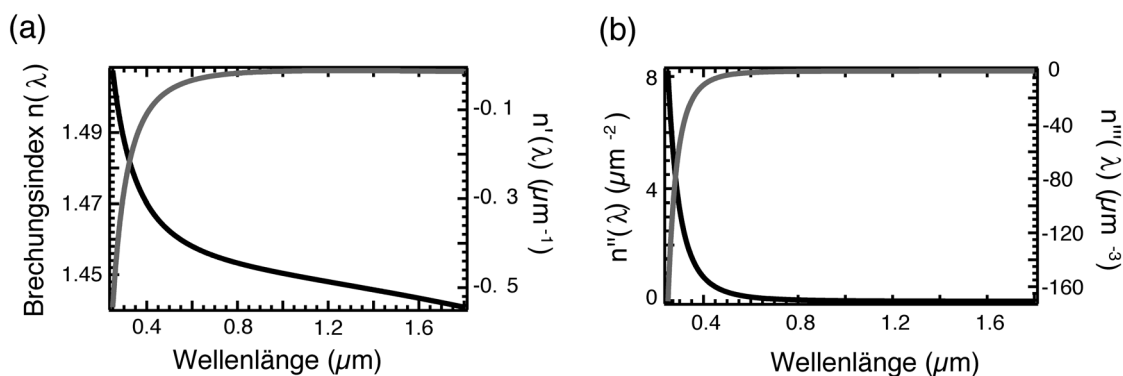 (a)
Brechungsindex n(λ)
1.49
1.47
1.45
0.4 0.8 1.2 1.6
Wellenlänge (µm)
-0.1
-0.3
-0. 5
n'(λ) (µm⁻¹)
(b)
n''(λ) (µm⁻²)
8
4
0
0.4 0.8 1.2 1.6
Wellenlänge (µm)
0
-40
-80
-120
-160
n'''(λ) (µm⁻³)